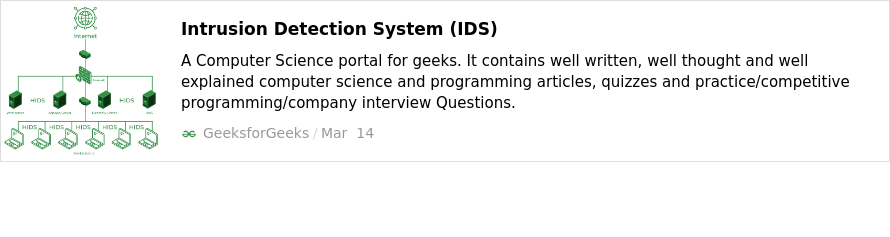 Internet
HIDS
HIDS
HIDS
HIDS
HIDS
HIDS
HIDS
Intrusion Detection System (IDS)
A Computer Science portal for geeks. It contains well written, well thought and well
explained computer science and programming articles, quizzes and practice/competitive
programming/company interview Questions.
GeeksforGeeks / Mar 14